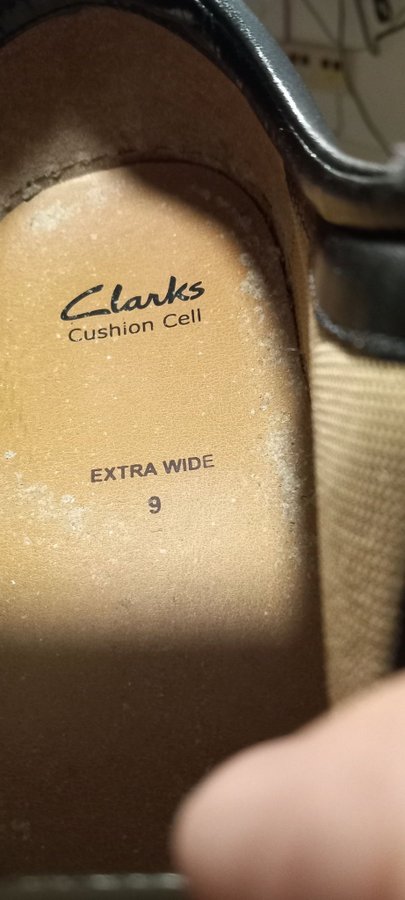 Clarks
Cushion Cell
EXTRA WIDE
9